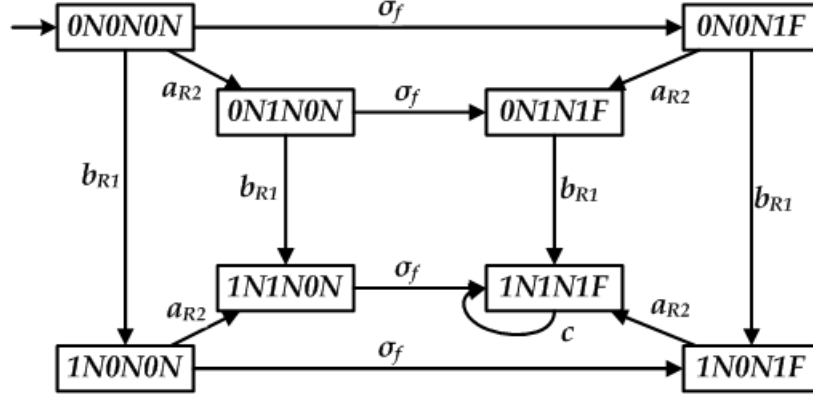 0N0N0N σf 0N0N1F
aR2 aR2
0N1N0N σf 0N1N1F
bR1 bR1 bR1 bR1
1N1N0N σf 1N1N1F
aR2 c aR2
1N0N0N σf 1N0N1F